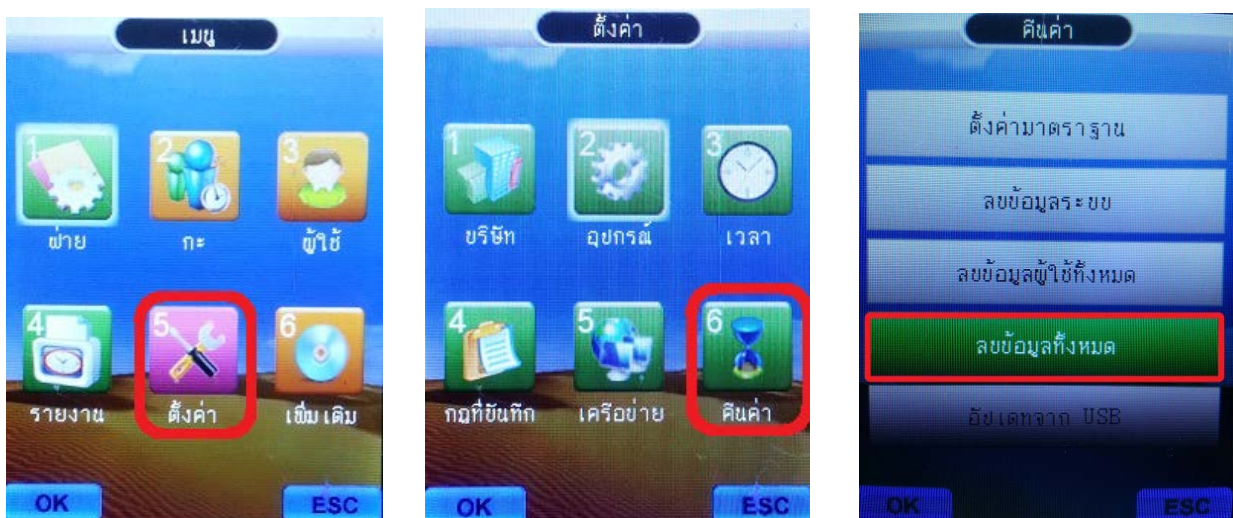 เมนู
1
2
3
ฝ่าย
กะ
ผู้ใช้
4
5
6
รายงาน
ตั้งค่า
เพิ่มเติม
OK
ESC
ตั้งค่า
1
2
3
บริษัท
อุปกรณ์
เวลา
4
5
6
กฎที่บันทึก
เครือข่าย
คืนค่า
OK
ESC
คืนค่า
ตั้งค่ามาตราฐาน
ลบข้อมูลระบบ
ลบข้อมูลผู้ใช้ทั้งหมด
ลบข้อมูลทั้งหมด
อัปเดทจาก USB
OK
ESC